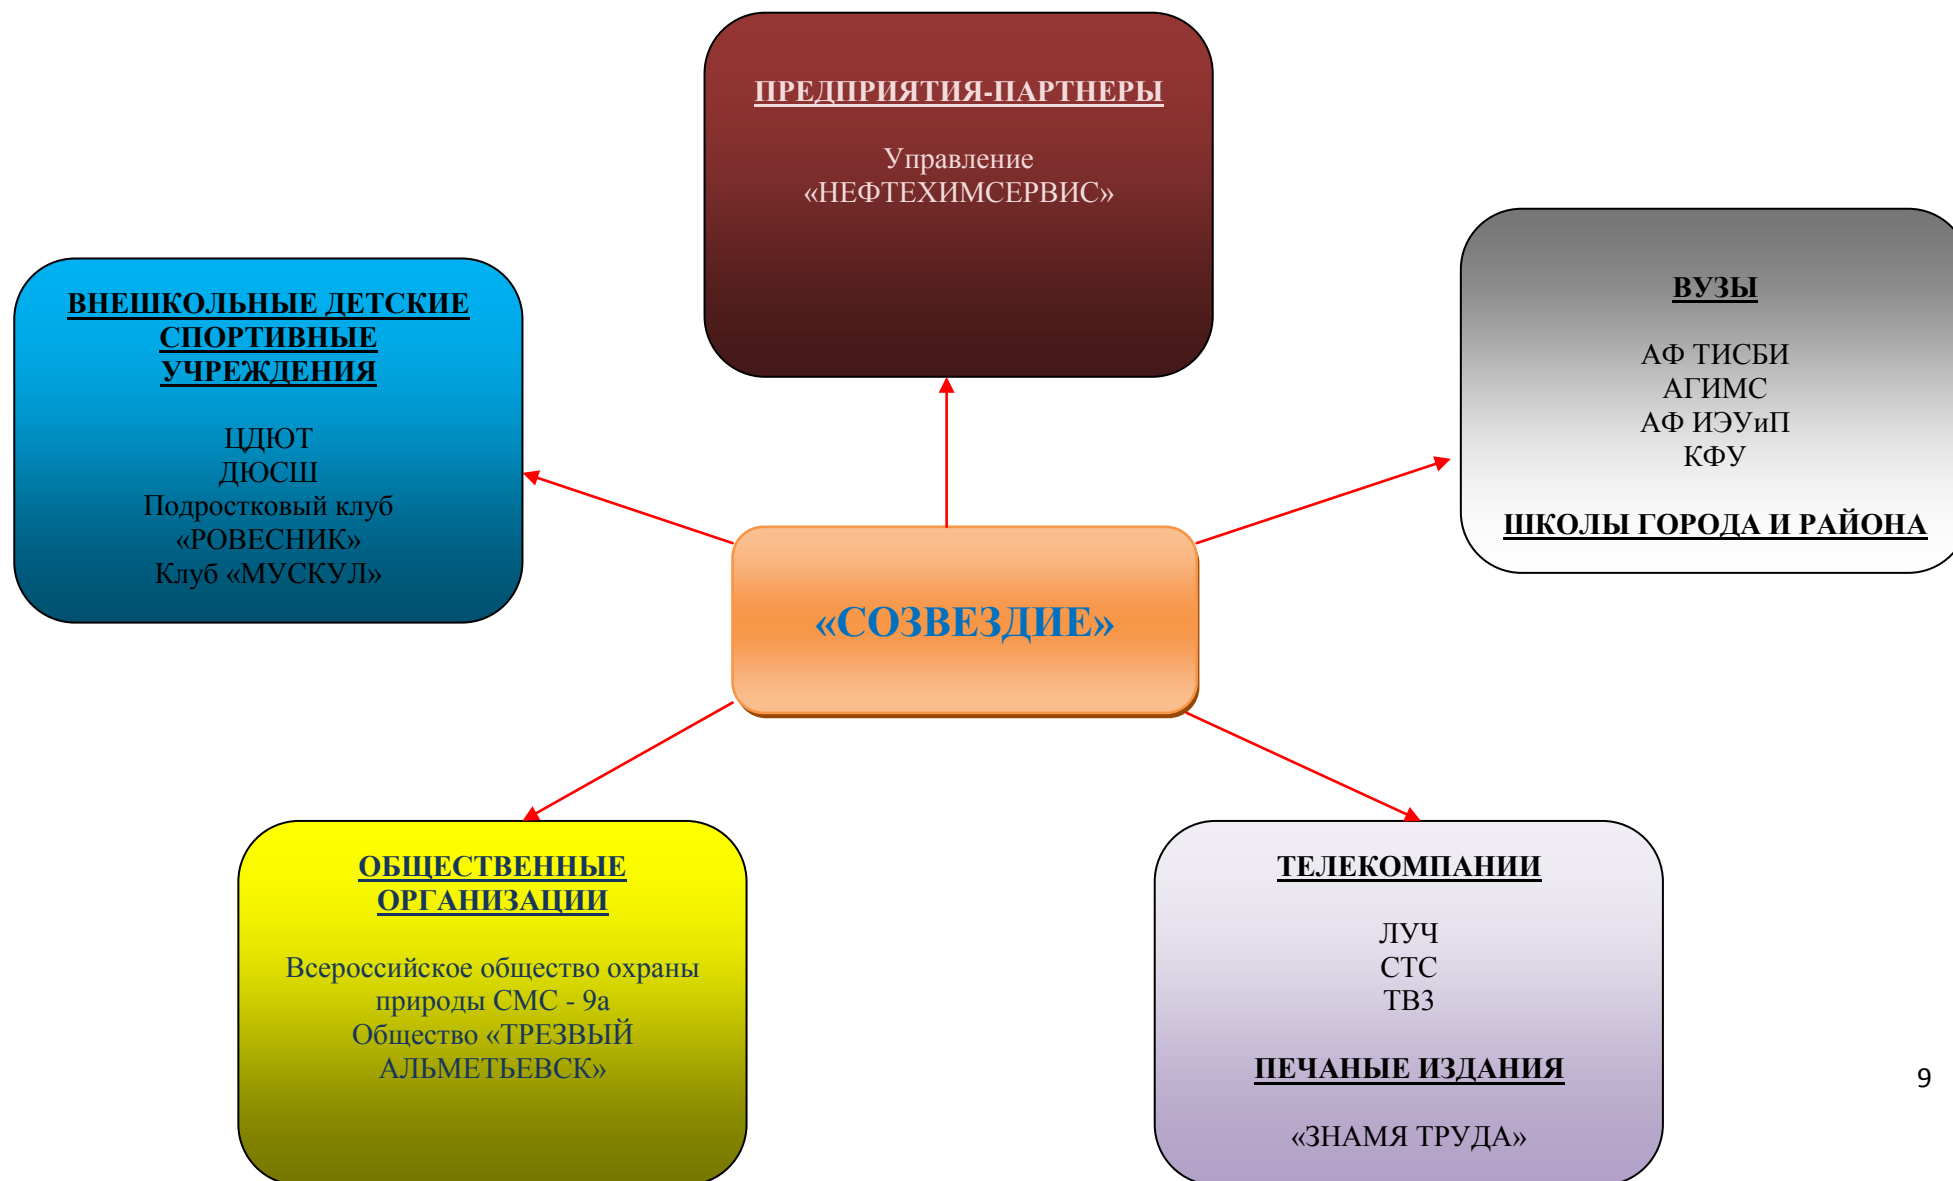 ПРЕДПРИЯТИЯ-ПАРТНЕРЫ
Управление
«НЕФТЕХИМСЕРВИС»
ВНЕШКОЛЬНЫЕ ДЕТСКИЕ
СПОРТИВНЫЕ
УЧРЕЖДЕНИЯ
ЦДЮТ
ДЮСШ
Подростковый клуб
«РОВЕСНИК»
Клуб «МУСКУЛ»
ВУЗЫ
АФ ТИСБИ
АГИМС
АФ ИЭУиП
КФУ
ШКОЛЫ ГОРОДА И РАЙОНА
«СОЗВЕЗДИЕ»
ОБЩЕСТВЕННЫЕ
ОРГАНИЗАЦИИ
Всероссийское общество охраны
природы СМС - 9а
Общество «ТРЕЗВЫЙ
АЛЬМЕТЬЕВСК»
ТЕЛЕКОМПАНИИ
ЛУЧ
СТС
ТВ3
ПЕЧАНЫЕ ИЗДАНИЯ
«ЗНАМЯ ТРУДА»
9